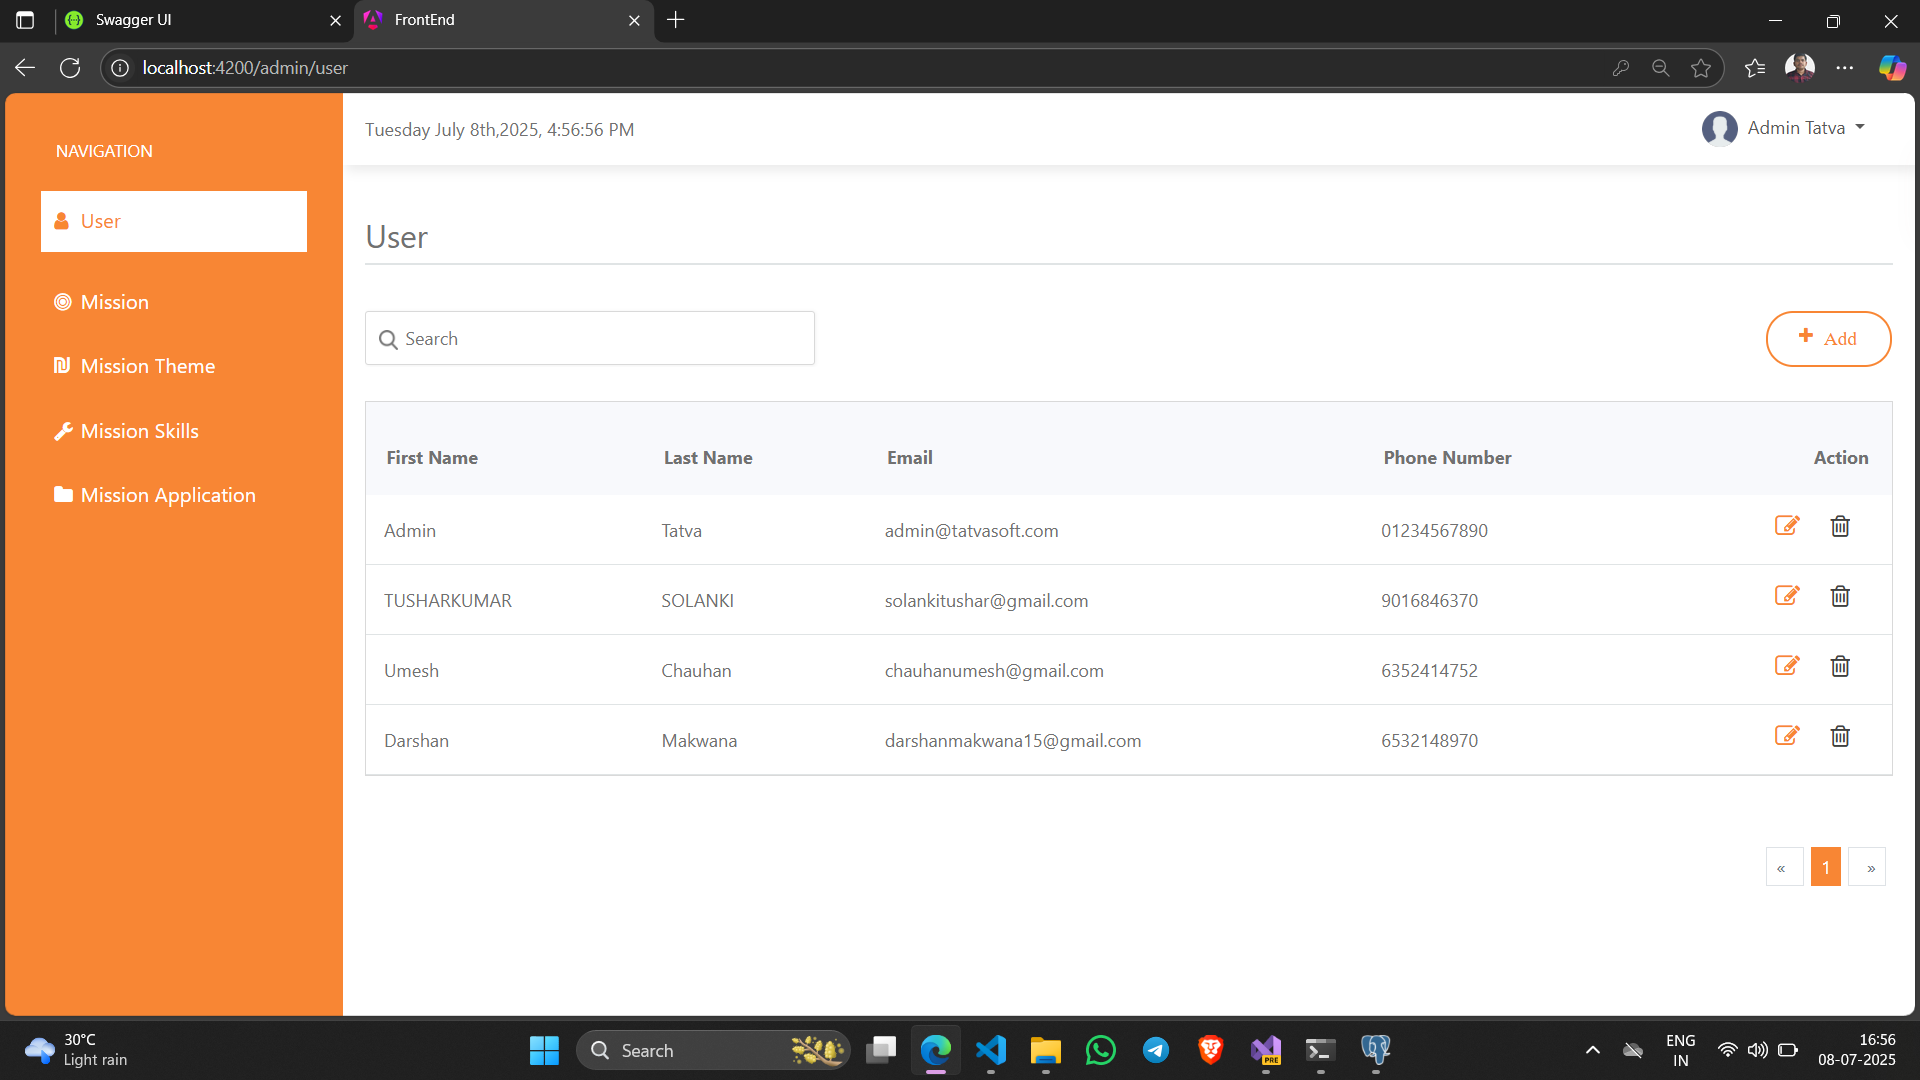 Swagger UI
FrontEnd
localhost:4200/admin/user
NAVIGATION
User
Mission
Mission Theme
Mission Skills
Mission Application
Tuesday July 8th,2025, 4:56:56 PM
Admin Tatva
User
Search
Add
First Name Last Name Email Phone Number Action
Admin Tatva admin@tatvasoft.com 01234567890
TUSHARKUMAR SOLANKI solankitushar@gmail.com 9016846370
Umesh Chauhan chauhanumesh@gmail.com 6352414752
Darshan Makwana darshanmakwana15@gmail.com 6532148970
« 1 »
30°C
Light rain
Search
PRE
ENG
IN
16:56
08-07-2025